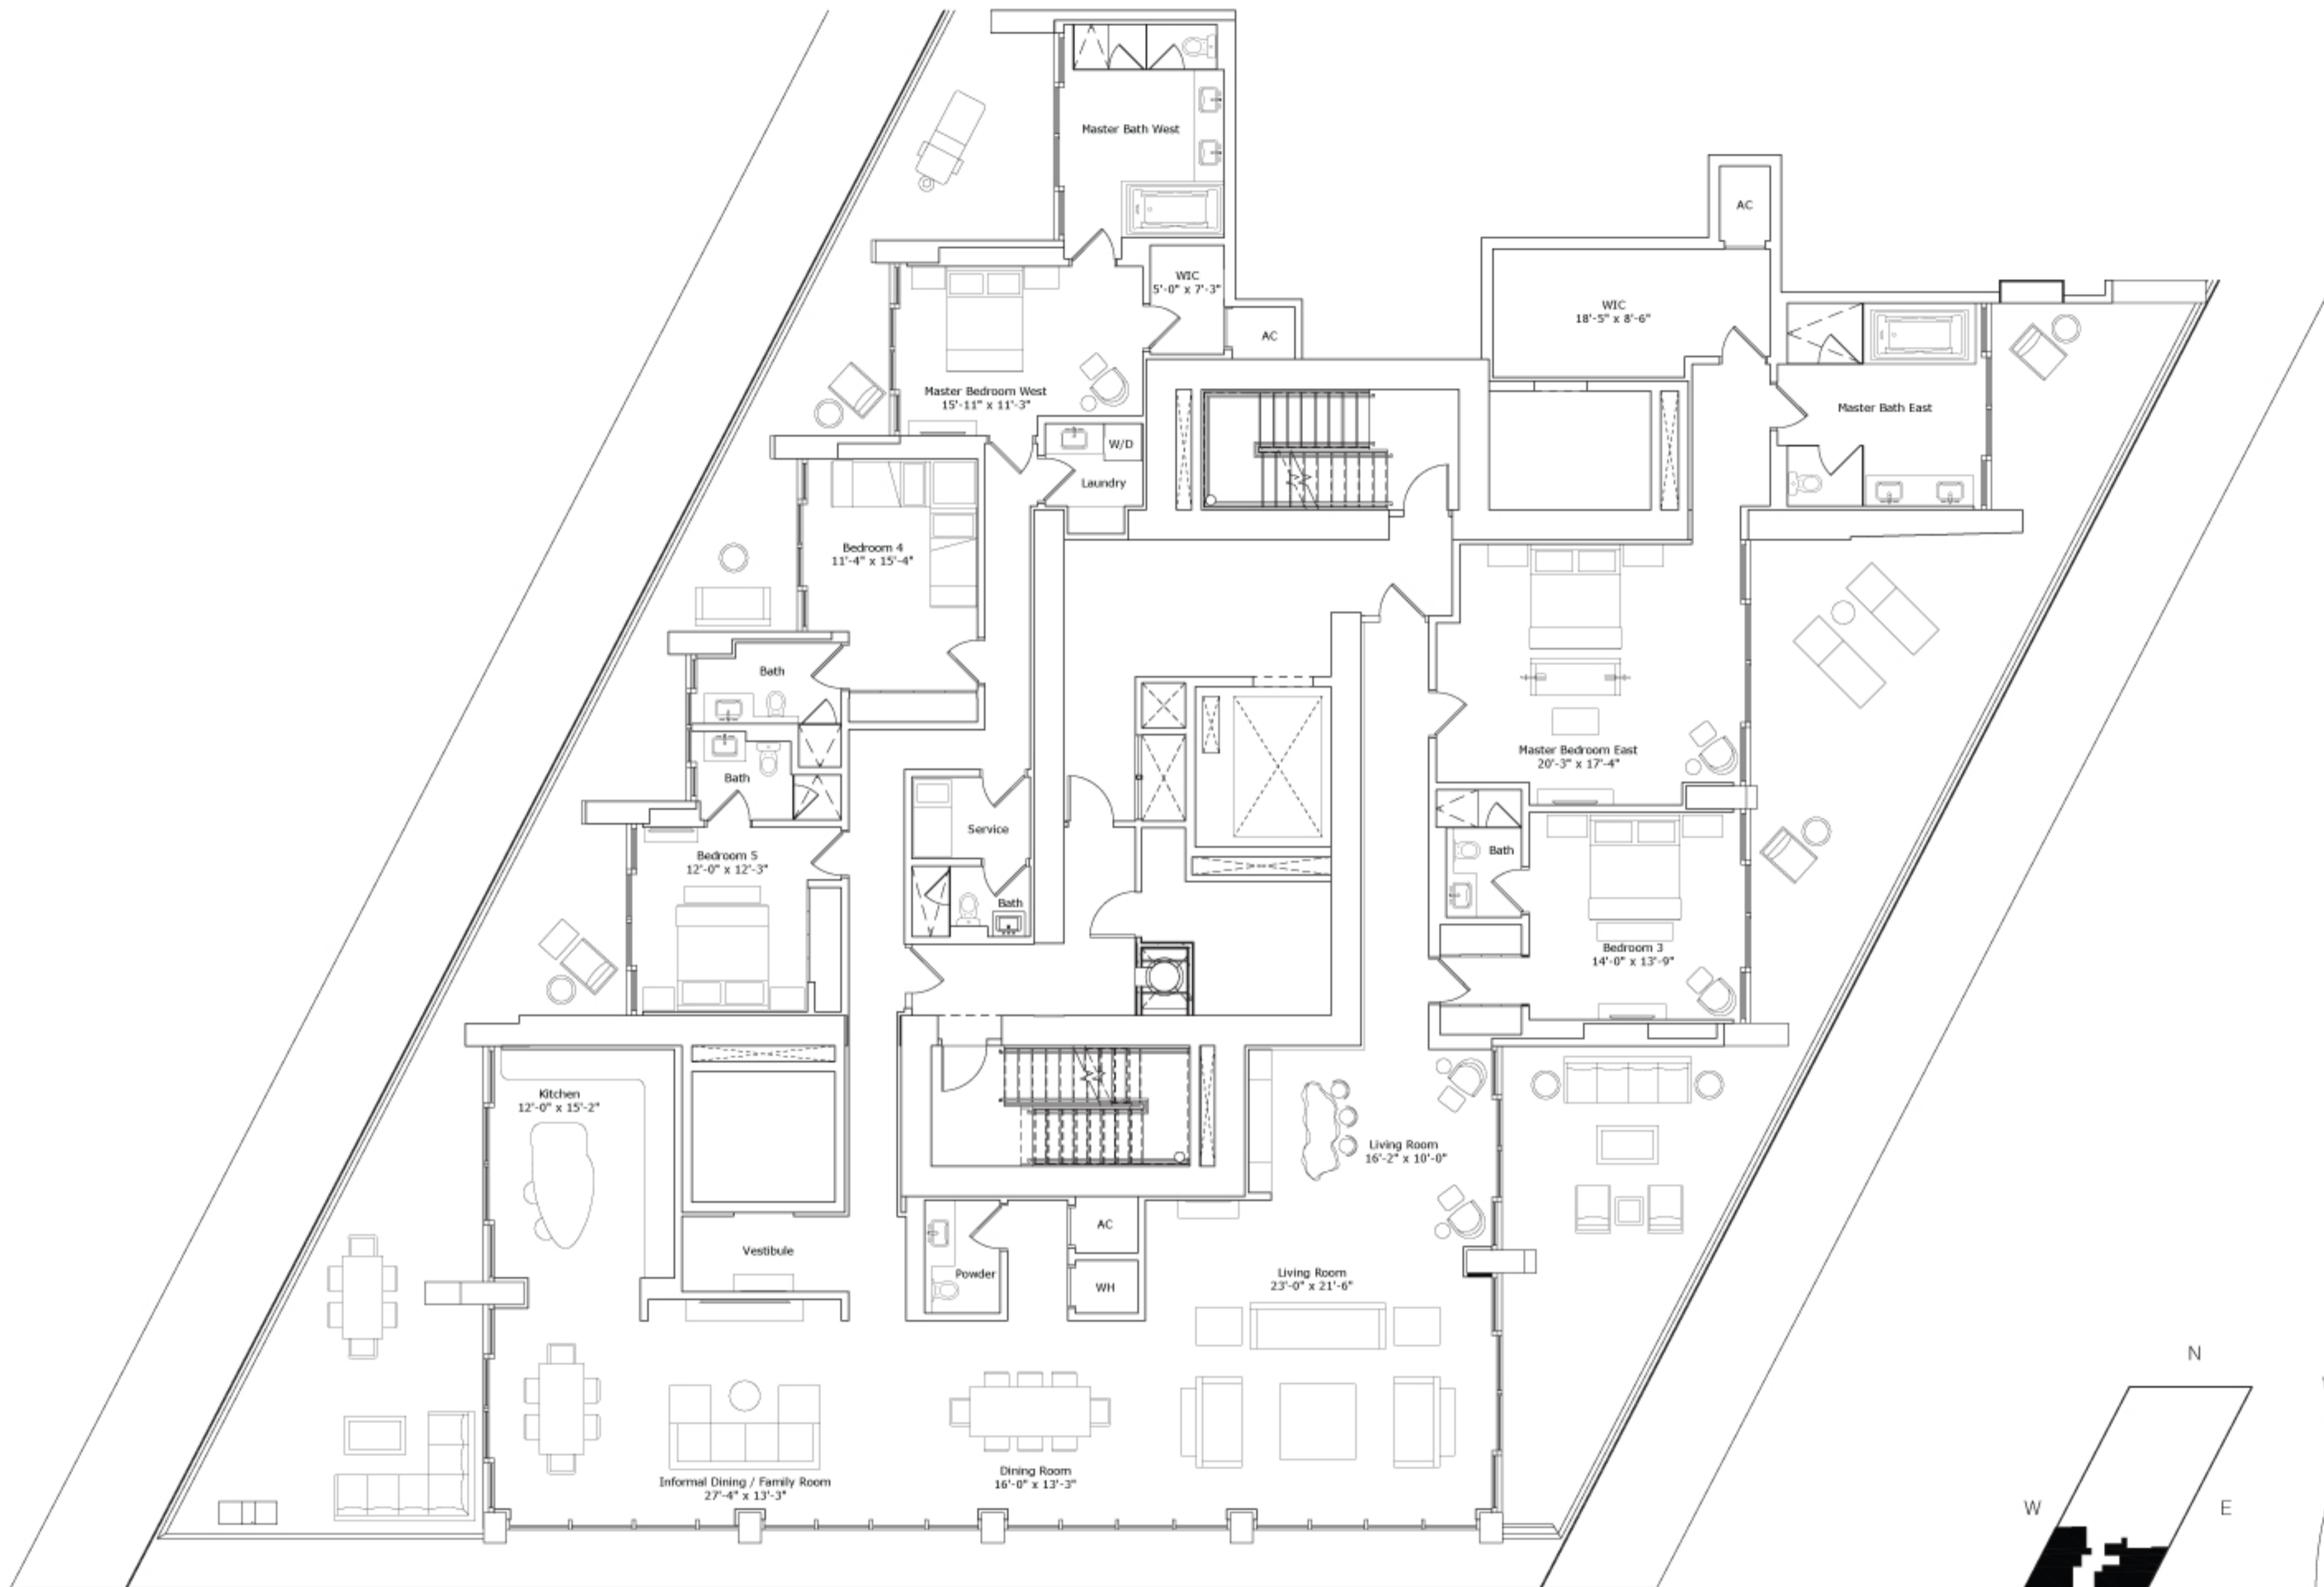 Master Bath West
AC
WIC
5'-0" x 7'-3"
WIC
18'-5" x 8'-6"
AC
Master Bedroom West
15'-11" x 11'-3"
Master Bath East
W/D
Laundry
Bedroom 4
11'-4" x 15'-4"
Bath
Master Bedroom East
20'-3" x 17'-4"
Bath
Service
Bath
Bedroom 5
12'-0" x 12'-3"
Bath
Bedroom 3
14'-0" x 13'-9"
Kitchen
12'-0" x 15'-2"
Living Room
16'-2" x 10'-0"
AC
Vestibule
Powder
Living Room
23'-0" x 21'-6"
WH
N
Dining Room
16'-0" x 13'-3"
Informal Dining / Family Room
27'-4" x 13'-3"
W
E